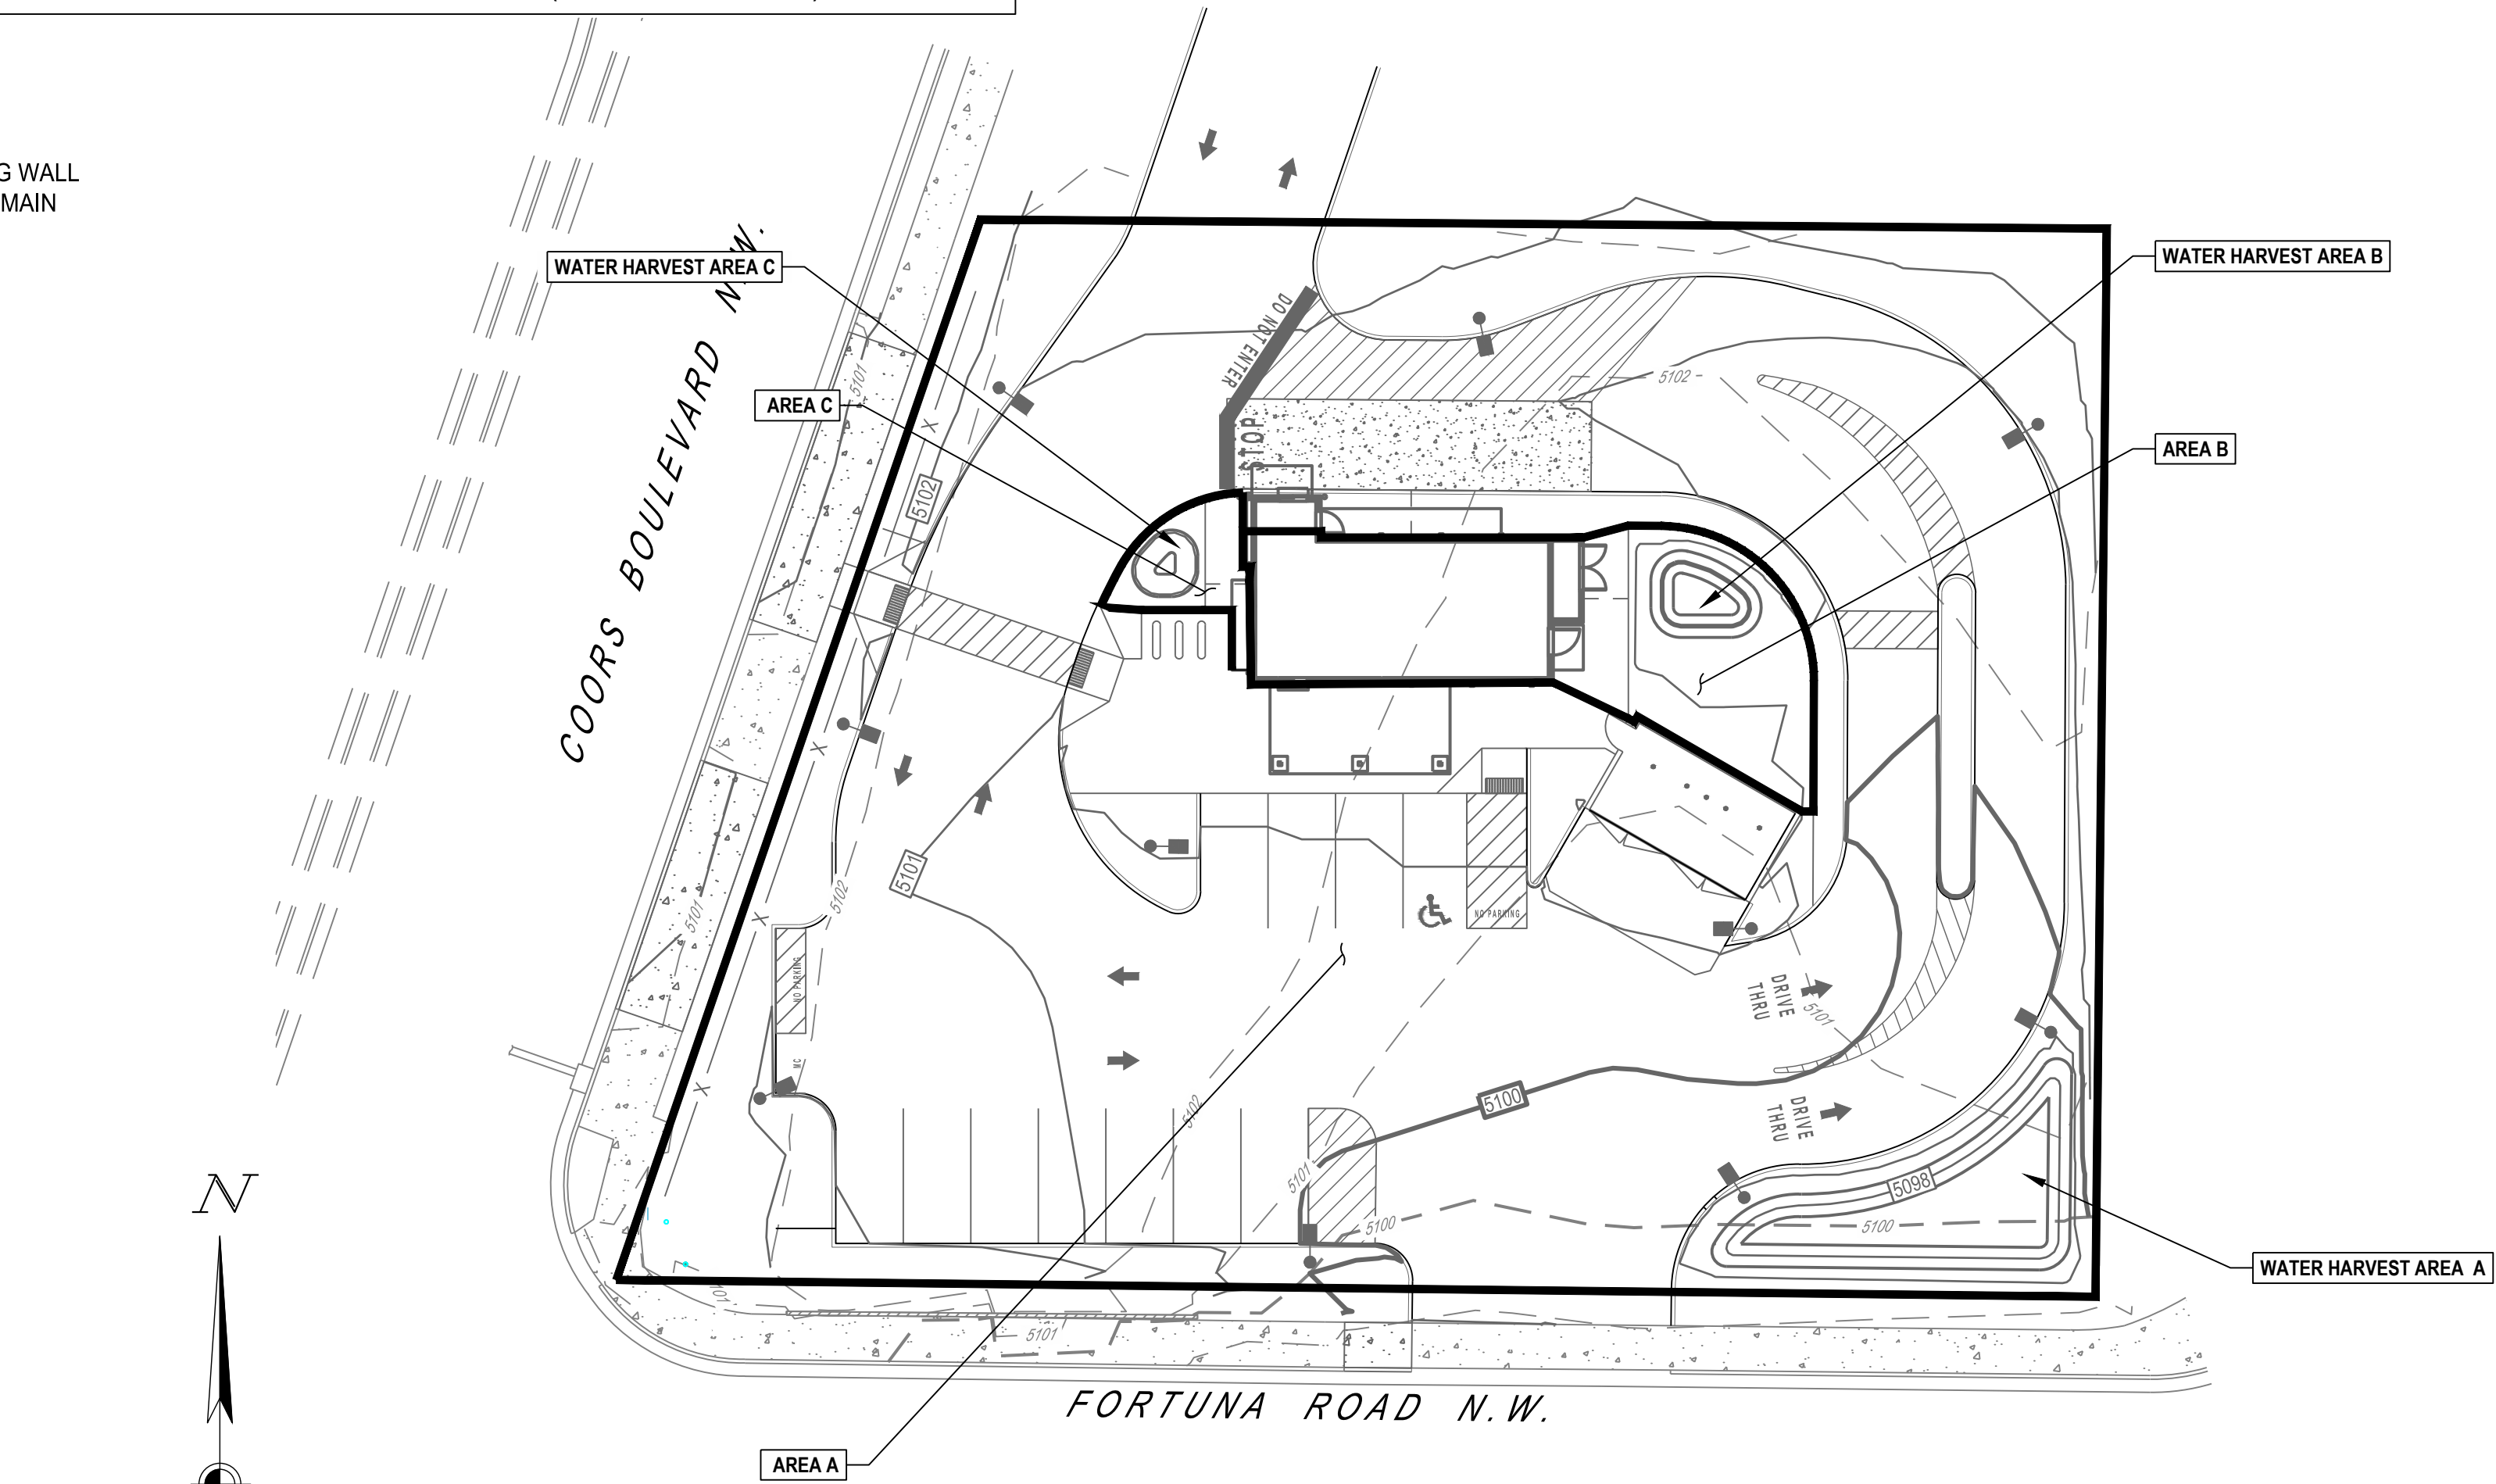 G WALL
MAIN
COORS BOULEVARD N.W.
WATER HARVEST AREA C
AREA C
WATER HARVEST AREA B
AREA B
DO NOT ENTER
STOP
5101
5102
5102
X
X
X
X
5101
5102
5101
NO PARKING
MC
NO PARKING
DRIVE
THRU
5101
DRIVE
THRU
5100
5102
5101
5100
5098
5100
WATER HARVEST AREA A
5101
N
FORTUNA ROAD N.W.
AREA A